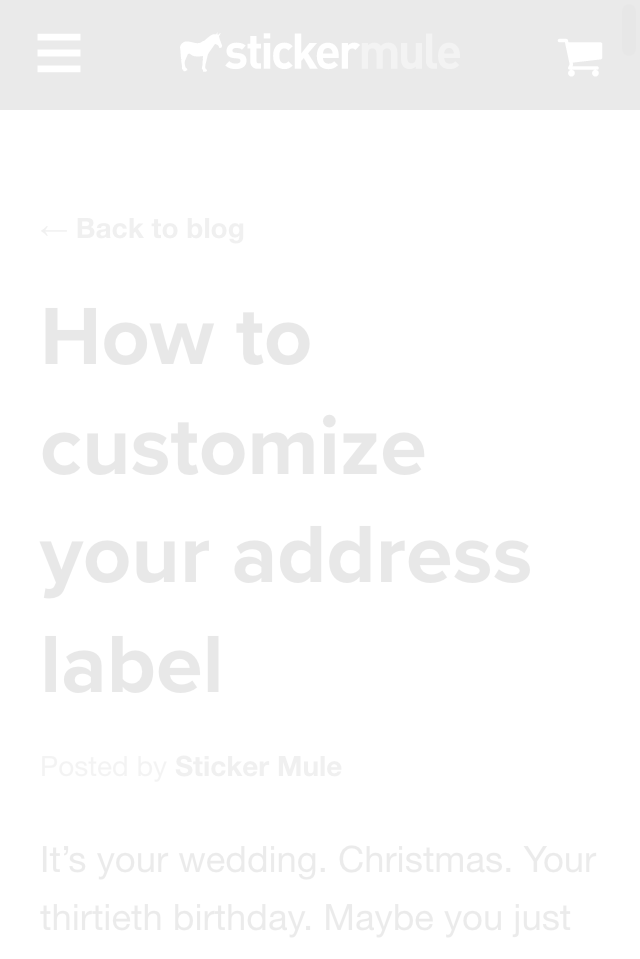 stickermule
← Back to blog
How to
customize
your address
label
Posted by Sticker Mule
It’s your wedding. Christmas. Your
thirtieth birthday. Maybe you just